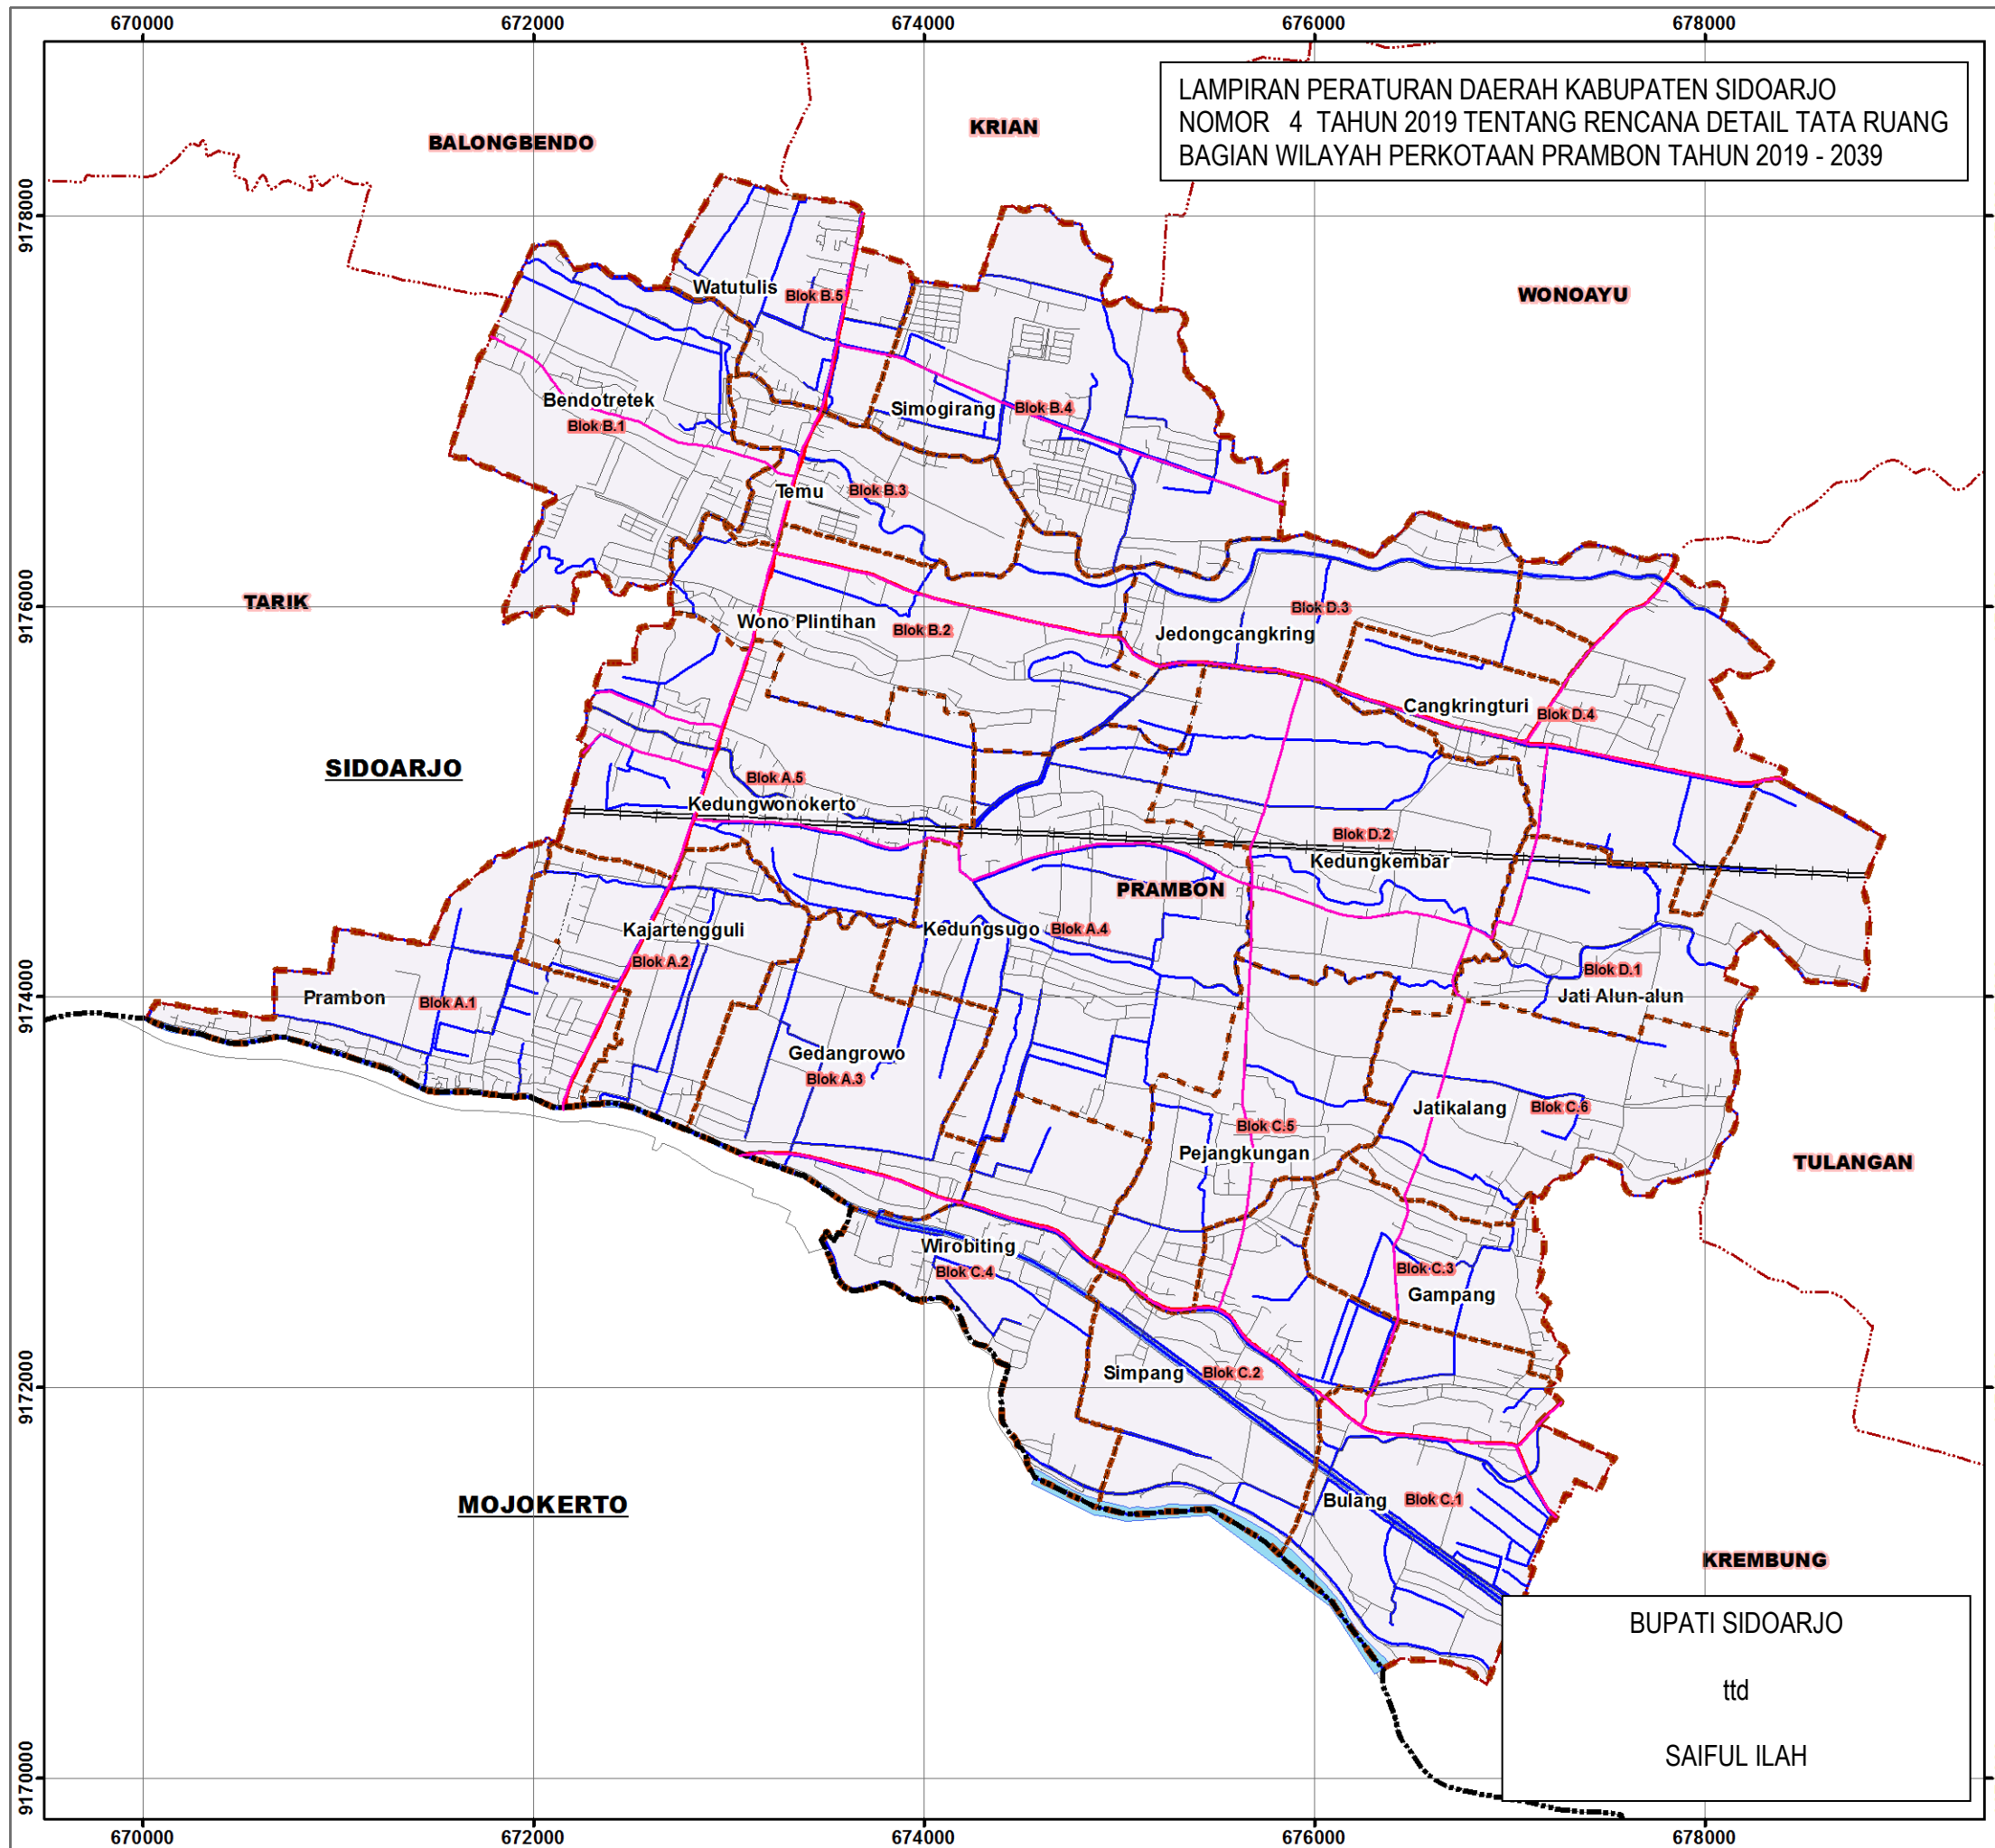 670000
672000
674000
676000
678000
LAMPIRAN PERATURAN DAERAH KABUPATEN SIDOARJO
NOMOR 4 TAHUN 2019 TENTANG RENCANA DETAIL TATA RUANG
BAGIAN WILAYAH PERKOTAAN PRAMBON TAHUN 2019 - 2039
KRIAN
BALONGBENDO
9178000
Watutulis
Blok B.5
WONOAYU
Bendotretek
Blok B.1
Simogirang
Blok B.4
Temu
Blok B.3
9176000
TARIK
Wono Plintihan
Blok B.2
Blok D.3
Jedongcangkring
Cangkringturi
Blok D.4
SIDOARJO
Blok A.5
Kedungwonokerto
Blok D.2
Kedungkembar
PRAMBON
Kajartengguli
Blok A.2
Kedungsugo
Blok A.4
Blok D.1
Jati Alun-alun
9174000
Prambon
Blok A.1
Gedangrowo
Blok A.3
Jatikalang
Blok C.6
Blok C.5
Pejangkungan
TULANGAN
Wirobiting
Blok C.4
Blok C.3
Gampang
9172000
Simpang
Blok C.2
Bulang
Blok C.1
MOJOKERTO
KREMBUNG
BUPATI SIDOARJO
ttd
SAIFUL ILAH
9170000
670000
672000
674000
676000
678000